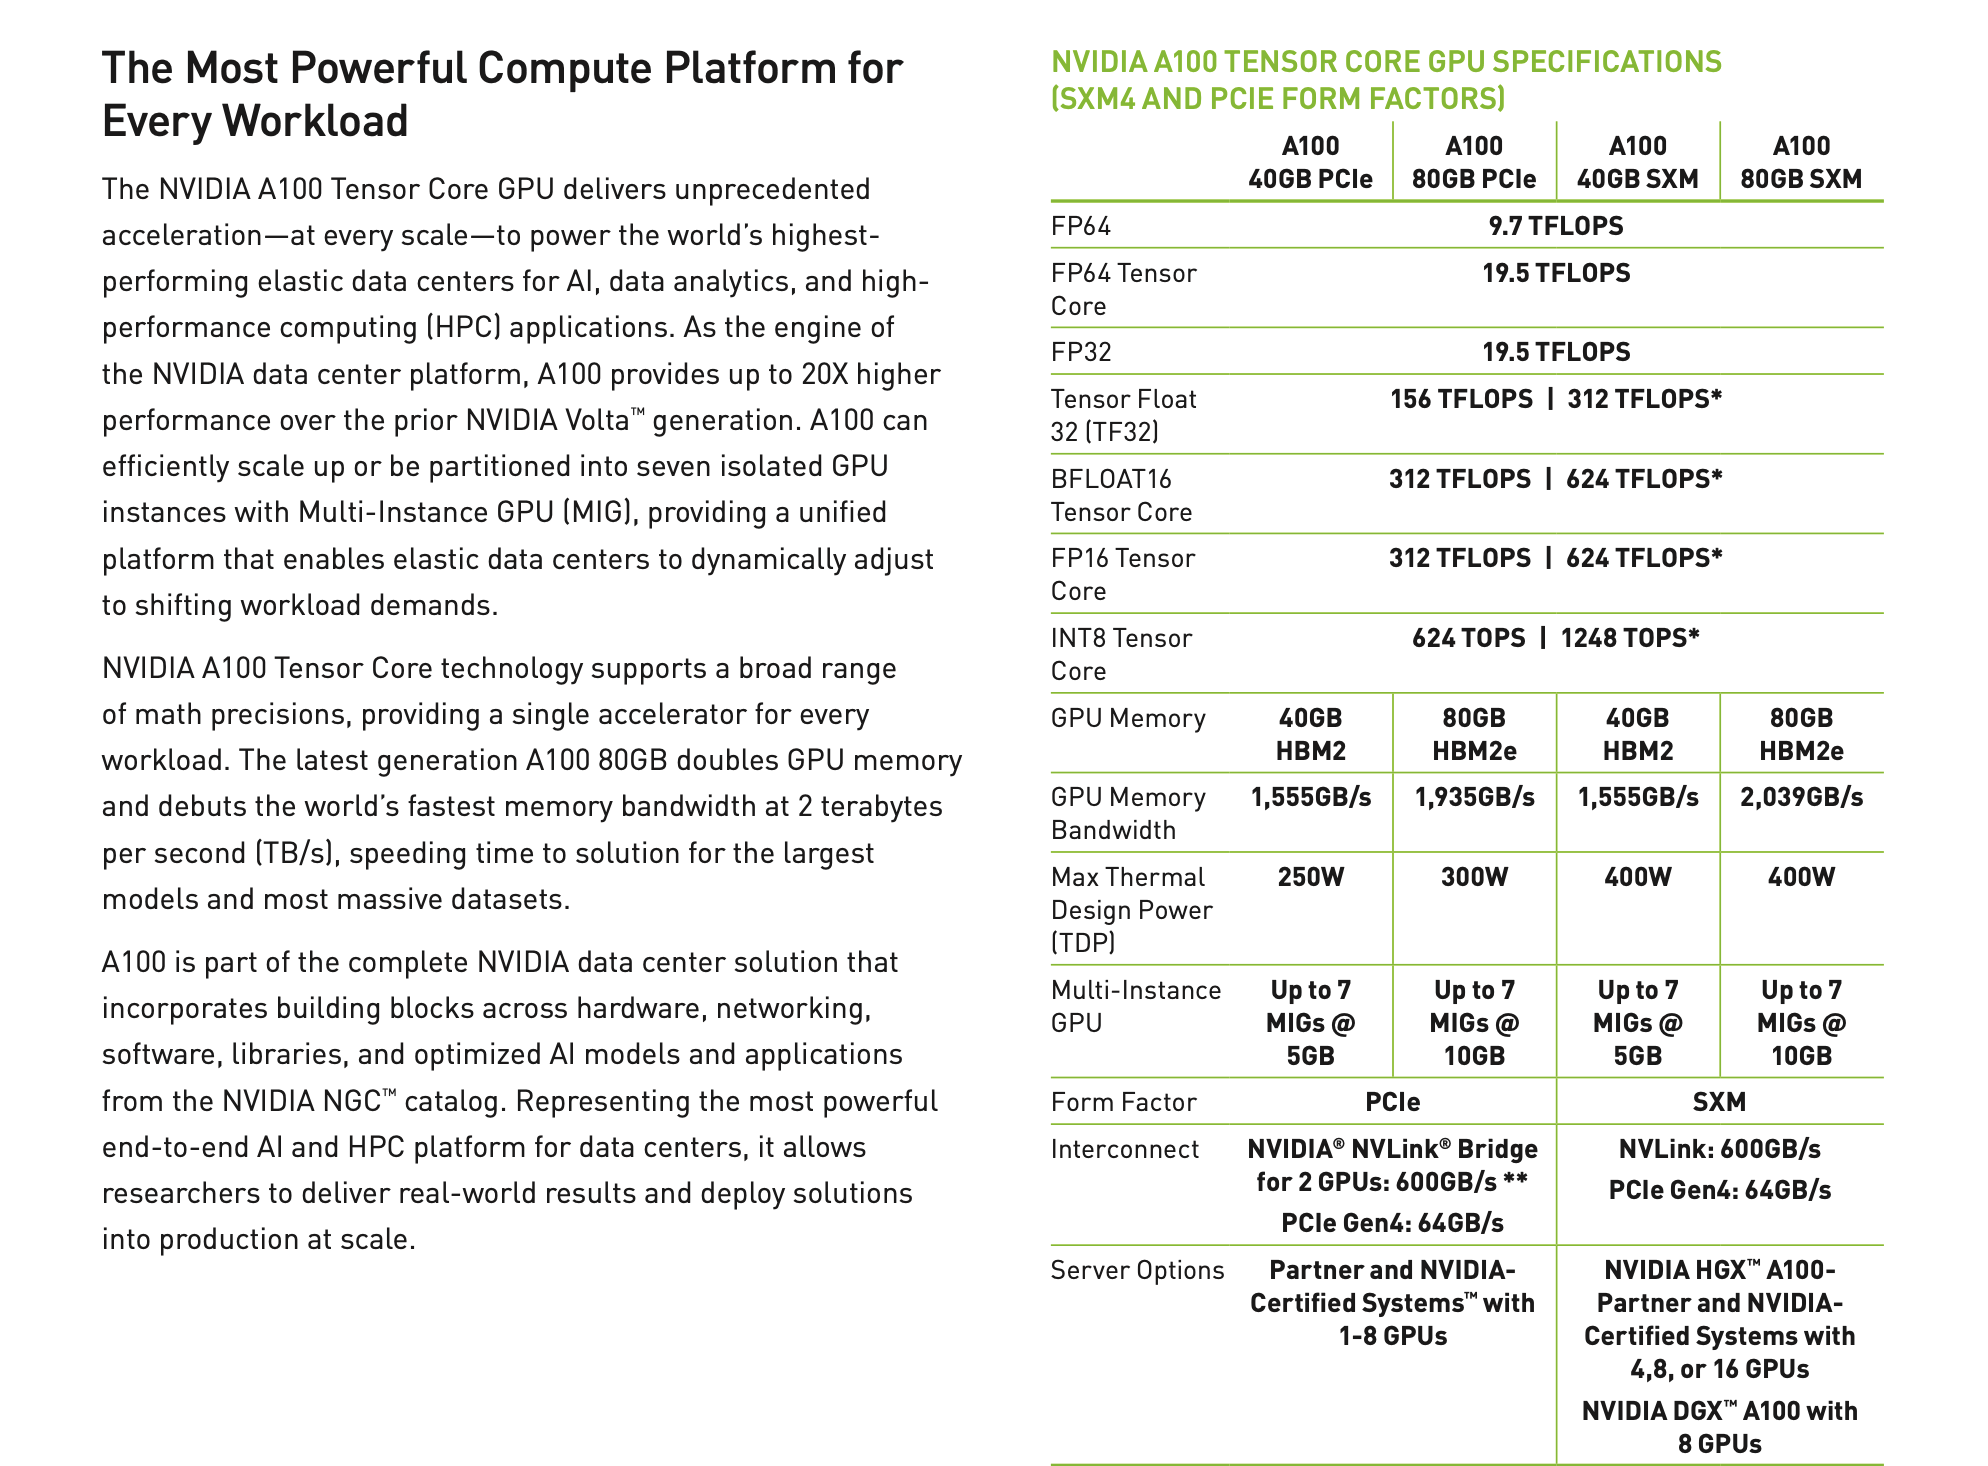 The Most Powerful Compute Platform for
Every Workload
The NVIDIA A100 Tensor Core GPU delivers unprecedented
acceleration—at every scale—to power the world’s highest-
performing elastic data centers for AI, data analytics, and high-
performance computing (HPC) applications. As the engine of
the NVIDIA data center platform, A100 provides up to 20X higher
performance over the prior NVIDIA Volta™ generation. A100 can
efficiently scale up or be partitioned into seven isolated GPU
instances with Multi-Instance GPU (MIG), providing a unified
platform that enables elastic data centers to dynamically adjust
to shifting workload demands.
NVIDIA A100 Tensor Core technology supports a broad range
of math precisions, providing a single accelerator for every
workload. The latest generation A100 80GB doubles GPU memory
and debuts the world’s fastest memory bandwidth at 2 terabytes
per second (TB/s), speeding time to solution for the largest
models and most massive datasets.
A100 is part of the complete NVIDIA data center solution that
incorporates building blocks across hardware, networking,
software, libraries, and optimized AI models and applications
from the NVIDIA NGC™ catalog. Representing the most powerful
end-to-end AI and HPC platform for data centers, it allows
researchers to deliver real-world results and deploy solutions
into production at scale.
NVIDIA A100 TENSOR CORE GPU SPECIFICATIONS
(SXM4 AND PCIE FORM FACTORS)
A100 A100 A100 A100
40GB PCIe 80GB PCIe 40GB SXM 80GB SXM
FP64 9.7 TFLOPS
FP64 Tensor 19.5 TFLOPS
Core
FP32 19.5 TFLOPS
Tensor Float 156 TFLOPS | 312 TFLOPS*
32 (TF32)
BFLOAT16 312 TFLOPS | 624 TFLOPS*
Tensor Core
FP16 Tensor 312 TFLOPS | 624 TFLOPS*
Core
INT8 Tensor 624 TOPS | 1248 TOPS*
Core
GPU Memory 40GB 80GB 40GB 80GB
HBM2 HBM2e HBM2 HBM2e
GPU Memory 1,555GB/s 1,935GB/s 1,555GB/s 2,039GB/s
Bandwidth
Max Thermal 250W 300W 400W 400W
Design Power
(TDP)
Multi-Instance Up to 7 Up to 7 Up to 7 Up to 7
GPU MIGs @ MIGs @ MIGs @ MIGs @
5GB 10GB 5GB 10GB
Form Factor PCIe SXM
Interconnect NVIDIA® NVLink® Bridge NVLink: 600GB/s
for 2 GPUs: 600GB/s ** PCIe Gen4: 64GB/s
PCIe Gen4: 64GB/s
Server Options Partner and NVIDIA- NVIDIA HGX™ A100-
Certified Systems™ with Partner and NVIDIA-
1-8 GPUs Certified Systems with
4,8, or 16 GPUs
NVIDIA DGX™ A100 with
8 GPUs